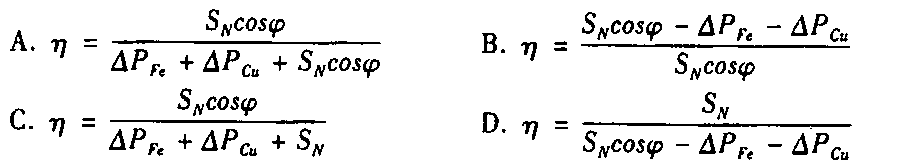 A. η = S_N cosφ / (ΔP_Fe + ΔP_Cu + S_N cosφ)
B. η = (S_N cosφ − ΔP_Fe − ΔP_Cu) / (S_N cosφ)
C. η = S_N cosφ / (ΔP_Fe + ΔP_Cu + S_N)
D. η = S_N / (S_N cosφ − ΔP_Fe − ΔP_Cu)